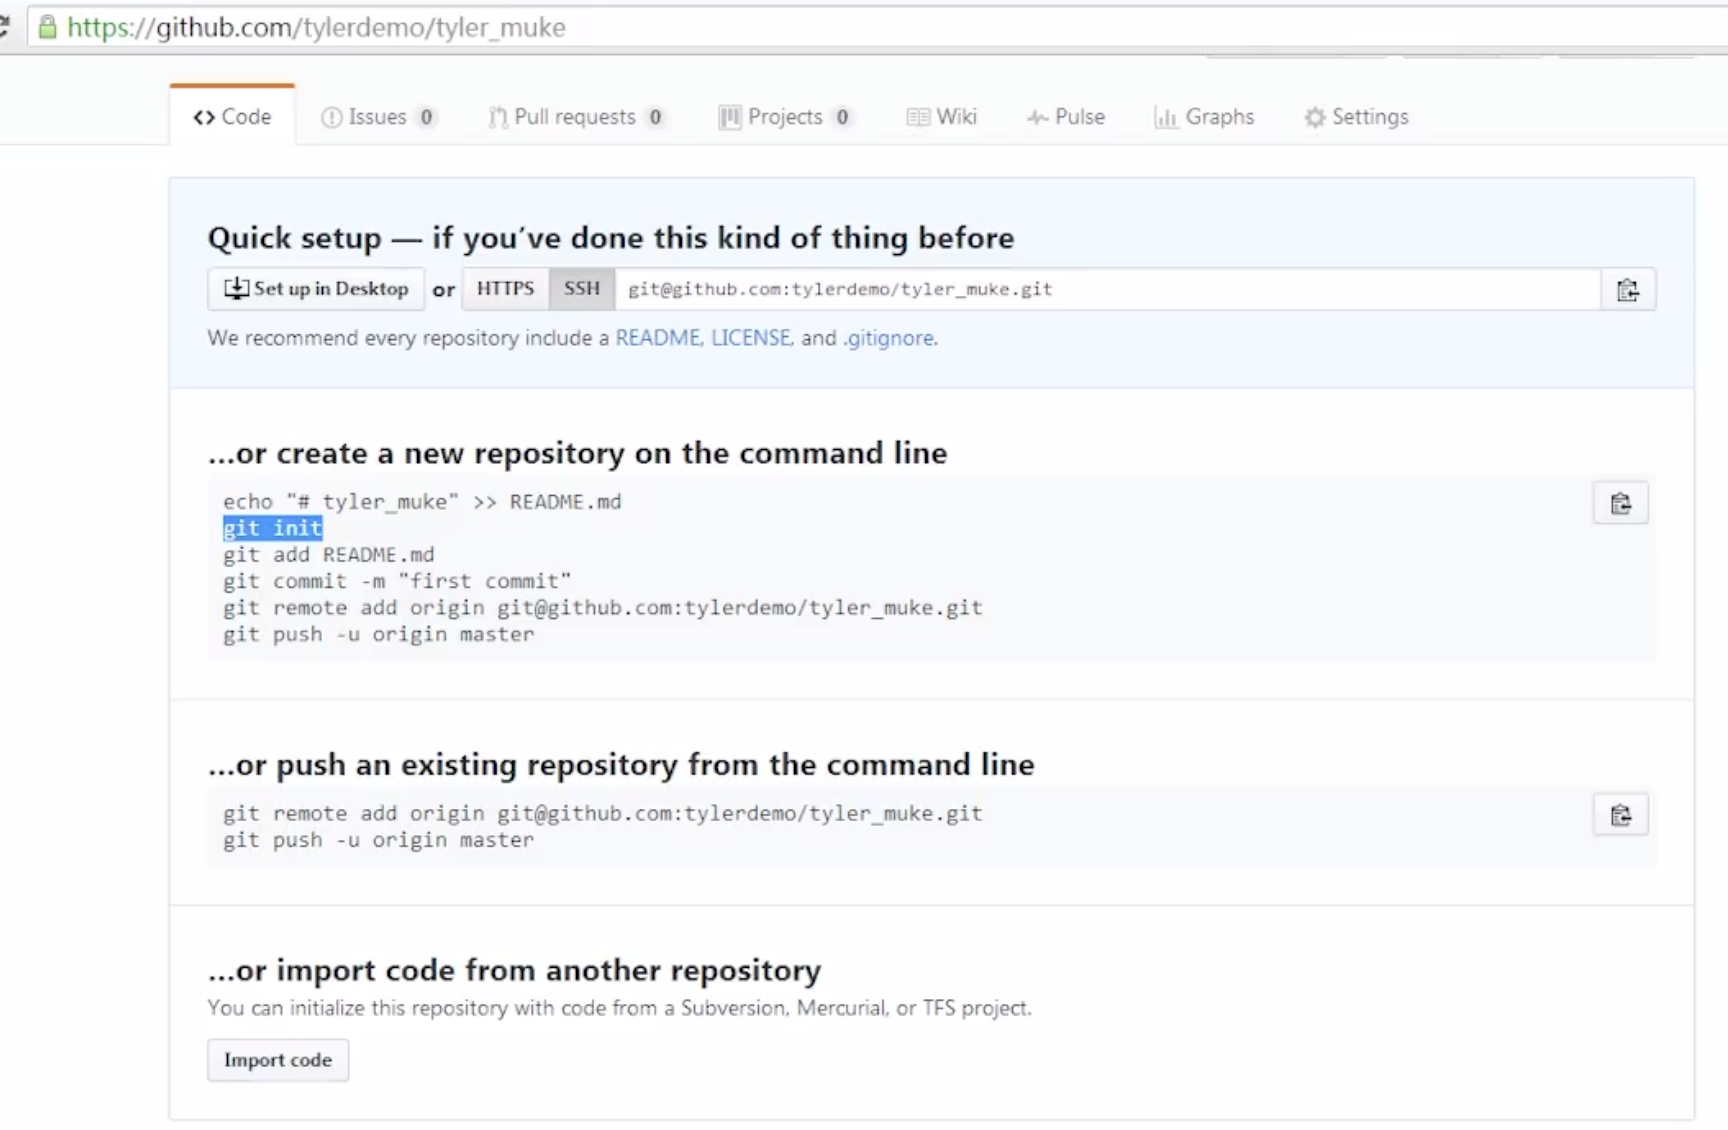 https://github.com/tylerdemo/tyler_muke
Code Issues 0 Pull requests 0 Projects 0 Wiki Pulse Graphs Settings
Quick setup — if you've done this kind of thing before
Set up in Desktop or HTTPS SSH git@github.com:tylerdemo/tyler_muke.git
We recommend every repository include a README, LICENSE, and .gitignore.
...or create a new repository on the command line
echo "# tyler_muke" >> README.md
git init
git add README.md
git commit -m "first commit"
git remote add origin git@github.com:tylerdemo/tyler_muke.git
git push -u origin master
...or push an existing repository from the command line
git remote add origin git@github.com:tylerdemo/tyler_muke.git
git push -u origin master
...or import code from another repository
You can initialize this repository with code from a Subversion, Mercurial, or TFS project.
Import code